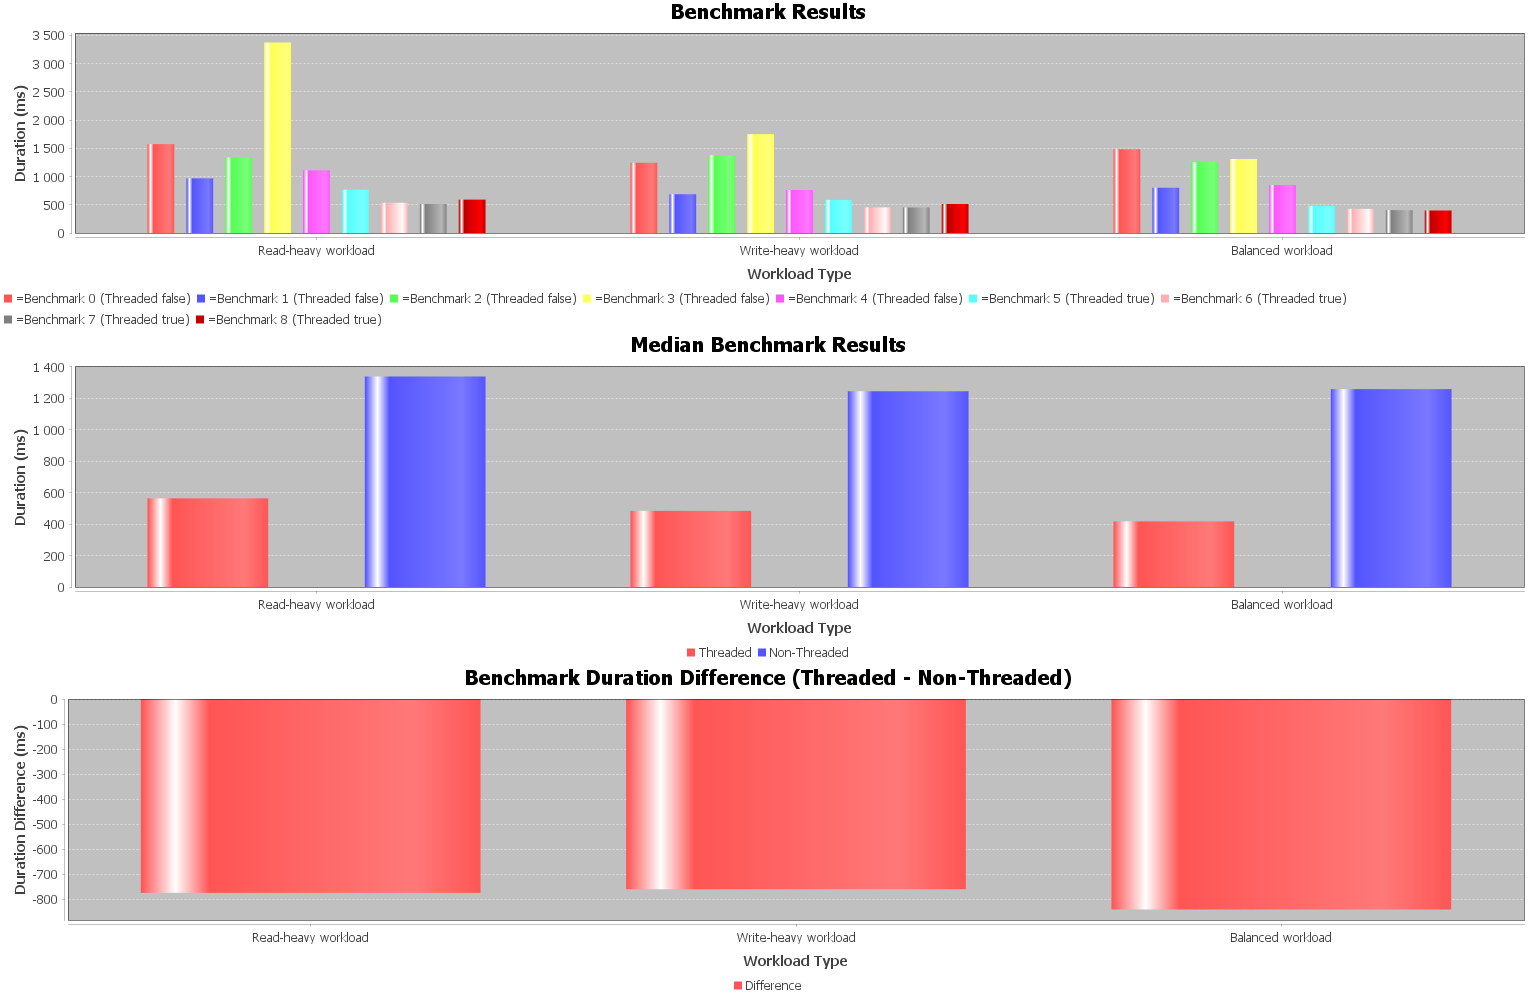 Benchmark Results
3 500
3 000
2 500
2 000
1 500
1 000
500
0
Duration (ms)
Read-heavy workload Write-heavy workload Balanced workload
Workload Type
=Benchmark 0 (Threaded false) =Benchmark 1 (Threaded false) =Benchmark 2 (Threaded false) =Benchmark 3 (Threaded false) =Benchmark 4 (Threaded false) =Benchmark 5 (Threaded true) =Benchmark 6 (Threaded true)
=Benchmark 7 (Threaded true) =Benchmark 8 (Threaded true)
Median Benchmark Results
1 400
1 200
1 000
800
600
400
200
0
Duration (ms)
Read-heavy workload Write-heavy workload Balanced workload
Workload Type
Threaded Non-Threaded
Benchmark Duration Difference (Threaded - Non-Threaded)
0
-100
-200
-300
-400
-500
-600
-700
-800
Duration Difference (ms)
Read-heavy workload Write-heavy workload Balanced workload
Workload Type
Difference